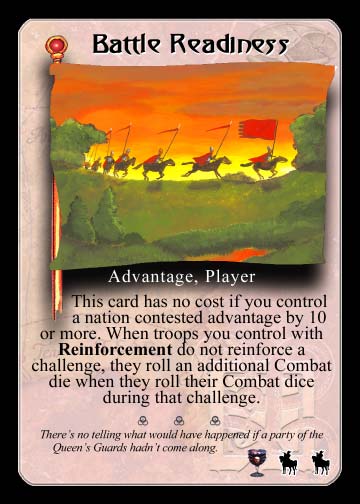 Battle Readiness
Advantage, Player
This card has no cost if you control
a nation contested advantage by 10
or more. When troops you control with
Reinforcement do not reinforce a
challenge, they roll an additional Combat
die when they roll their Combat dice
during that challenge.
There's no telling what would have happened if a party of the
Queen's Guards hadn't come along.